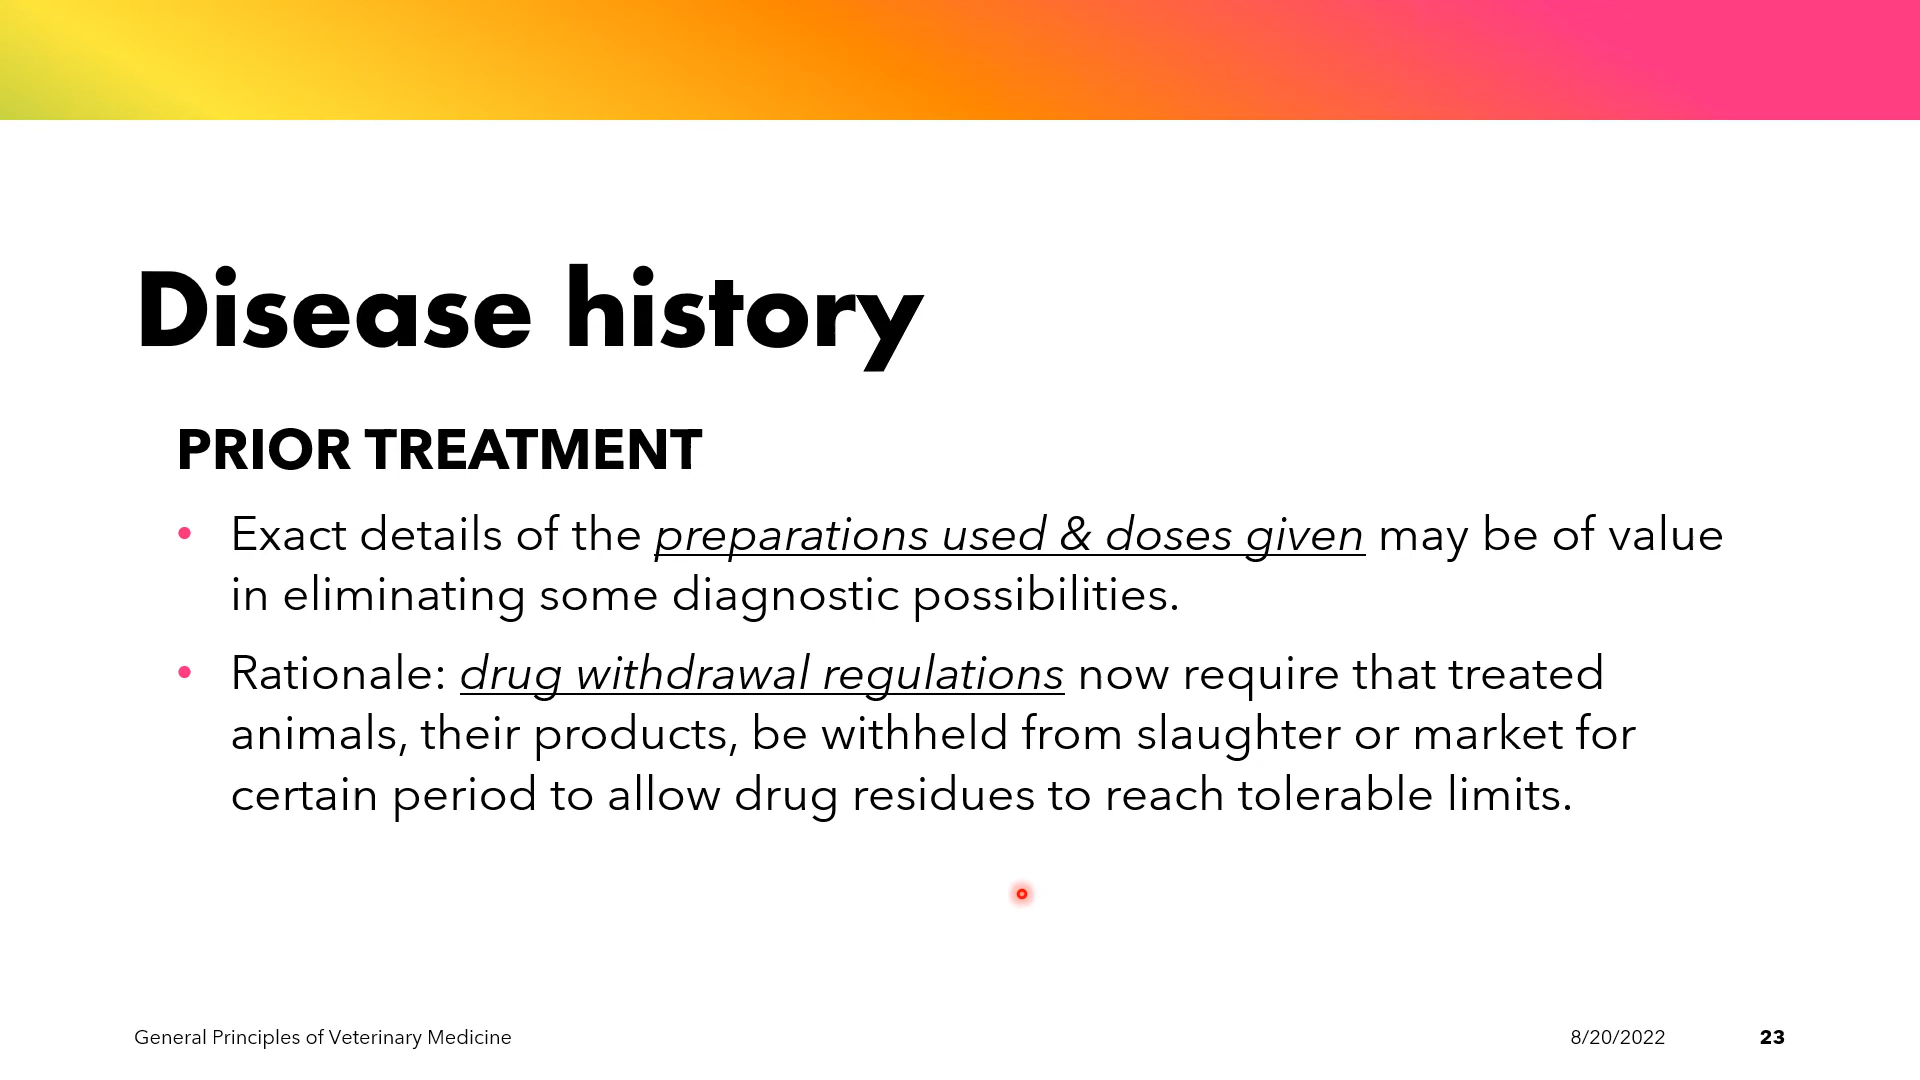 Disease history
PRIOR TREATMENT
• Exact details of the preparations used & doses given may be of value
in eliminating some diagnostic possibilities.
• Rationale: drug withdrawal regulations now require that treated
animals, their products, be withheld from slaughter or market for
certain period to allow drug residues to reach tolerable limits.
General Principles of Veterinary Medicine
8/20/2022
23